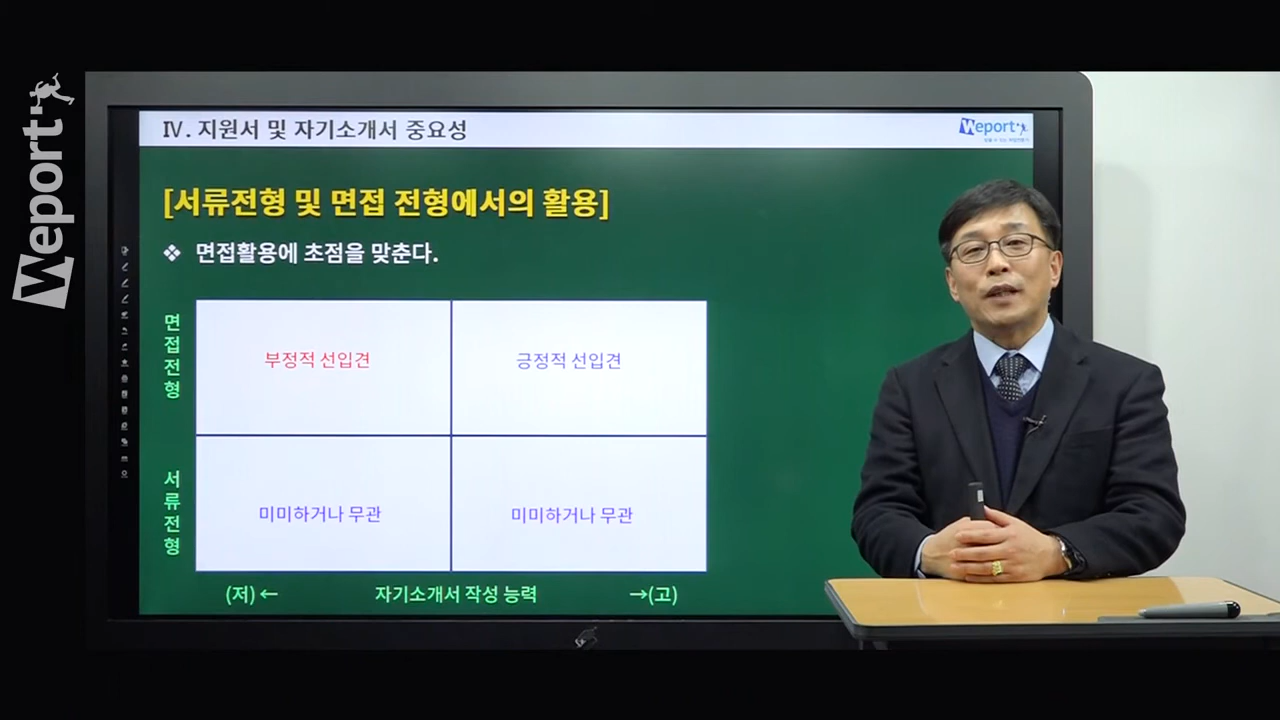 Weport
Ⅳ. 지원서 및 자기소개서 중요성
Weport
[서류전형 및 면접 전형에서의 활용]
❖ 면접활용에 초점을 맞춘다.
면접전형
부정적 선입견
긍정적 선입견
서류전형
미미하거나 무관
미미하거나 무관
(저) ←
자기소개서 작성 능력
→(고)